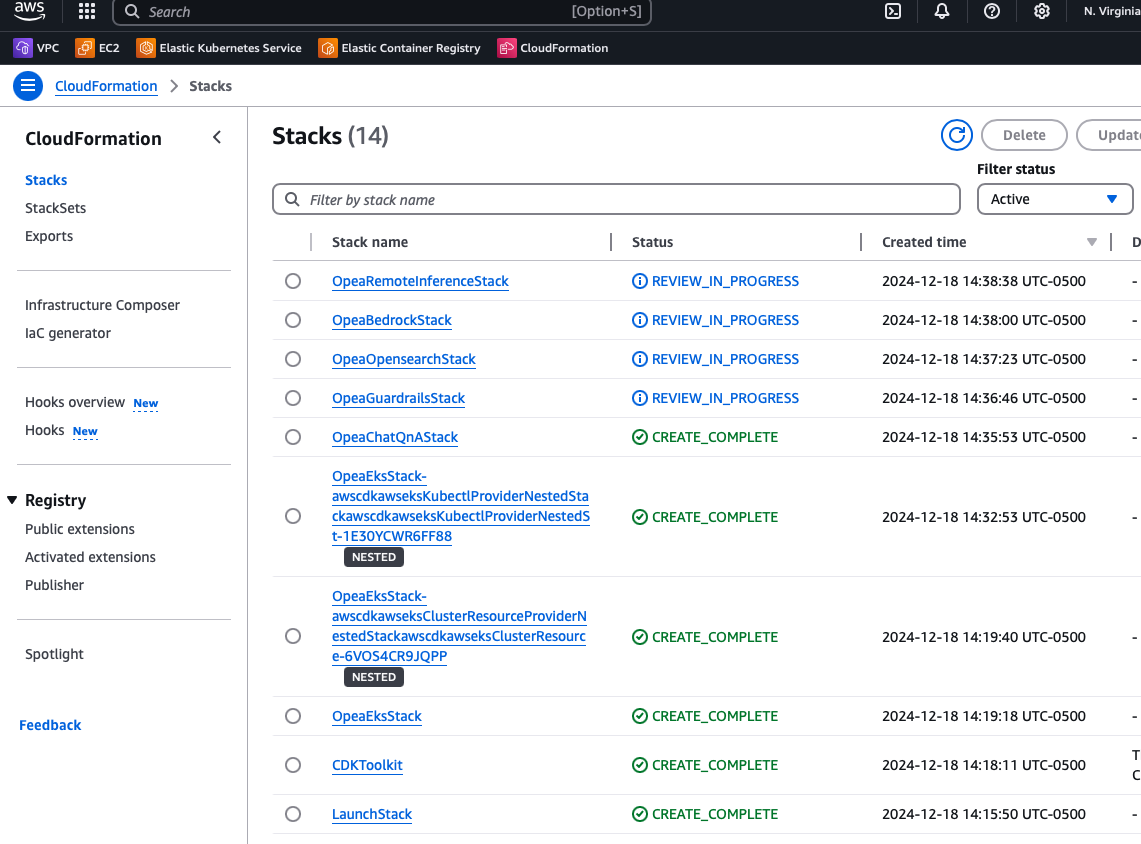 aws
Search [Option+S]
N. Virginia
VPC EC2 Elastic Kubernetes Service Elastic Container Registry CloudFormation
CloudFormation > Stacks
CloudFormation
Stacks
StackSets
Exports
Infrastructure Composer
IaC generator
Hooks overview New
Hooks New
Registry
Public extensions
Activated extensions
Publisher
Spotlight
Feedback
Stacks (14)
Delete
Updat
Filter status
Filter by stack name
Active
Stack name Status Created time D
OpeaRemoteInferenceStack REVIEW_IN_PROGRESS 2024-12-18 14:38:38 UTC-0500 -
OpeaBedrockStack REVIEW_IN_PROGRESS 2024-12-18 14:38:00 UTC-0500 -
OpeaOpensearchStack REVIEW_IN_PROGRESS 2024-12-18 14:37:23 UTC-0500 -
OpeaGuardrailsStack REVIEW_IN_PROGRESS 2024-12-18 14:36:46 UTC-0500 -
OpeaChatQnAStack CREATE_COMPLETE 2024-12-18 14:35:53 UTC-0500 -
OpeaEksStack-
awscdkawseksKubectlProviderNestedSta
ckawscdkawseksKubectlProviderNestedS
t-1E30YCWR6FF88
NESTED
CREATE_COMPLETE 2024-12-18 14:32:53 UTC-0500 -
OpeaEksStack-
awscdkawseksClusterResourceProviderN
estedStackawscdkawseksClusterResourc
e-6VOS4CR9JQPP
NESTED
CREATE_COMPLETE 2024-12-18 14:19:40 UTC-0500 -
OpeaEksStack CREATE_COMPLETE 2024-12-18 14:19:18 UTC-0500 -
CDKToolkit CREATE_COMPLETE 2024-12-18 14:18:11 UTC-0500 T
C
LaunchStack CREATE_COMPLETE 2024-12-18 14:15:50 UTC-0500 -